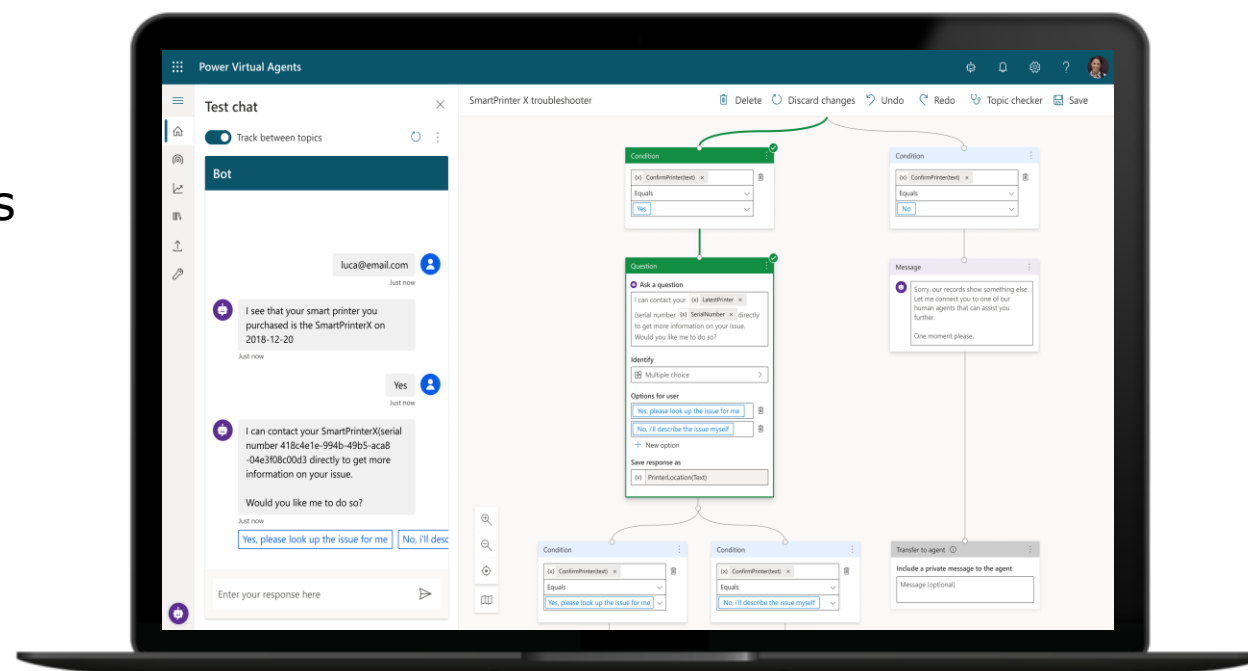 s
Power Virtual Agents
?
Test chat
Track between topics
Bot
luca@email.com
Just now
I see that your smart printer you
purchased is the SmartPrinterX on
2018-12-20
Just now
Yes
Just now
I can contact your SmartPrinterX(serial
number 418c4e1e-994b-49b5-aca8
-04e3f08c00d3 directly to get more
information on your issue.
Would you like me to do so?
Just now
Yes, please look up the issue for me
No, i'll desc
Enter your response here
SmartPrinter X troubleshooter
Delete
Discard changes
Undo
Redo
Topic checker
Save
Condition
(x) ConfirmPrinter(text) ×
Equals
Yes
Condition
(x) ConfirmPrinter(text) ×
Equals
No
Question
Ask a question
I can contact your (x) LatestPrinter ×
(serial number (x) SerialNumber × directly
to get more information on your issue.
Would you like me to do so?
Identify
Multiple choice
Options for user
Yes, please look up the issue for me
No, i'll describe the issue myself
+ New option
Save response as
(x) PrinterLocation(Text)
Message
Sorry, our records show something else.
Let me connect you to one of our
human agents that can assist you
further.
One moment please.
Condition
(x) ConfirmPrinter(text) ×
Equals
Yes, please look up the issue for me
Condition
(x) ConfirmPrinter(text) ×
Equals
No, i'll describe the issue myself
Transfer to agent
Include a private message to the agent
Message (optional)